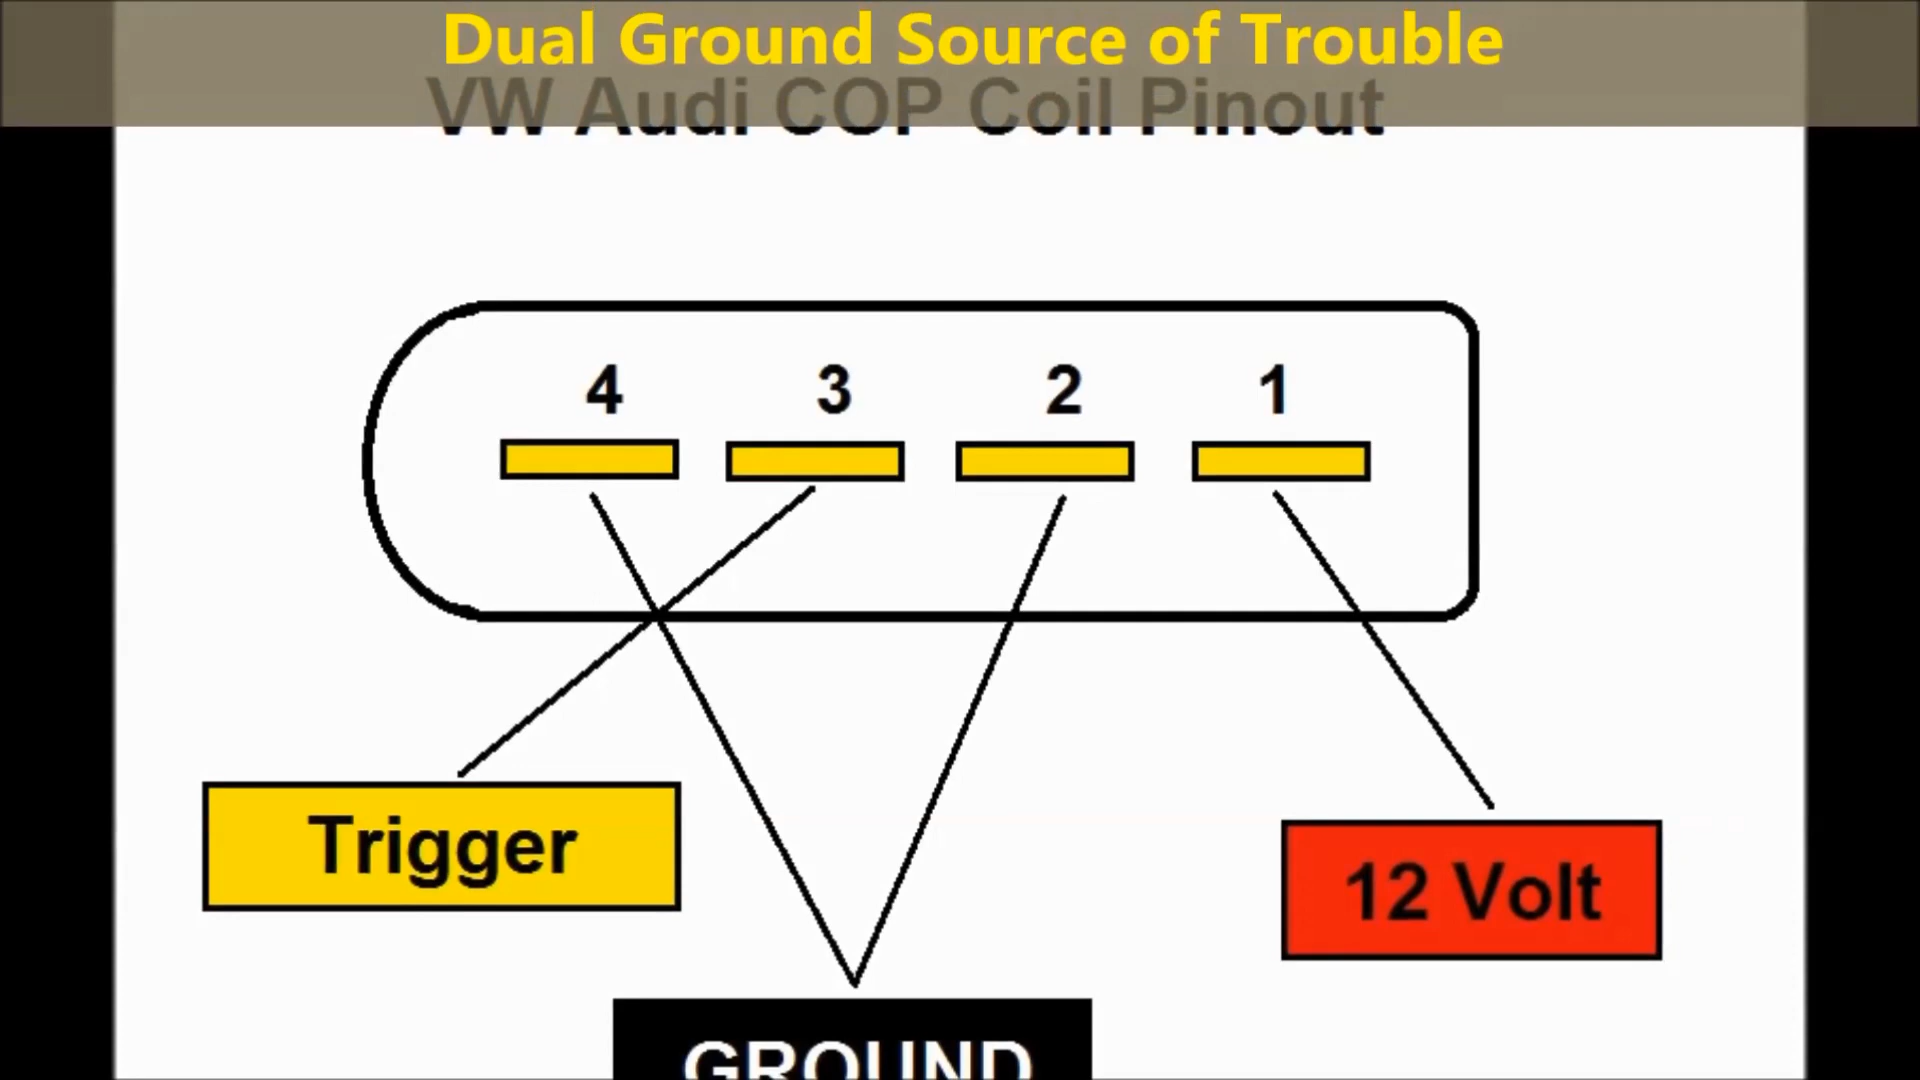 Dual Ground Source of Trouble
VW Audi COP Coil Pinout
4 3 2 1
Trigger
12 Volt
GROUND